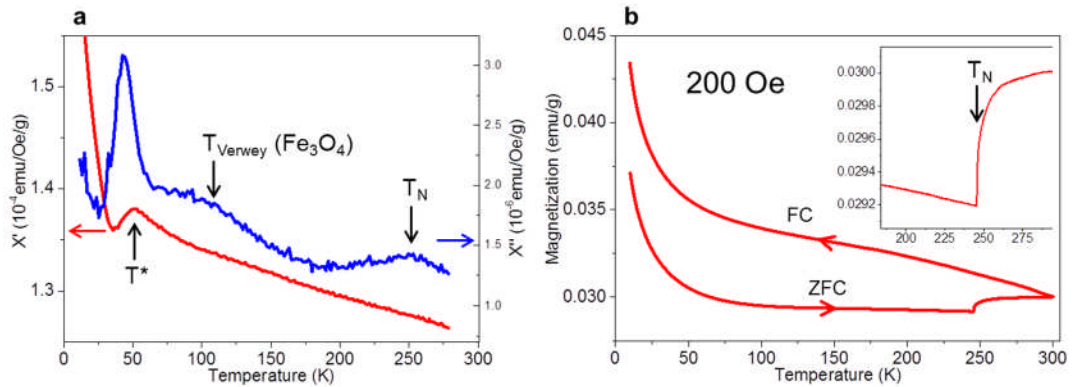 a
1.5
1.4
1.3
X' (10⁻⁴emu/Oe/g)
3.0
2.5
2.0
1.5
1.0
X" (10⁻⁶emu/Oe/g)
T_Verwey (Fe₃O₄)
T_N
T*
0 50 100 150 200 250 300
Temperature (K)
b
0.045
0.040
0.035
0.030
Magnetization (emu/g)
200 Oe
FC
ZFC
0.0300
0.0298
0.0296
0.0294
0.0292
T_N
200 225 250 275
0 50 100 150 200 250 300
Temperature (K)